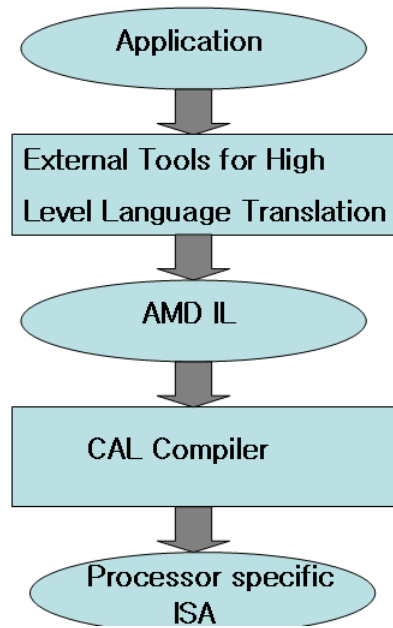 Application
External Tools for High
Level Language Translation
AMD IL
CAL Compiler
Processor specific
ISA